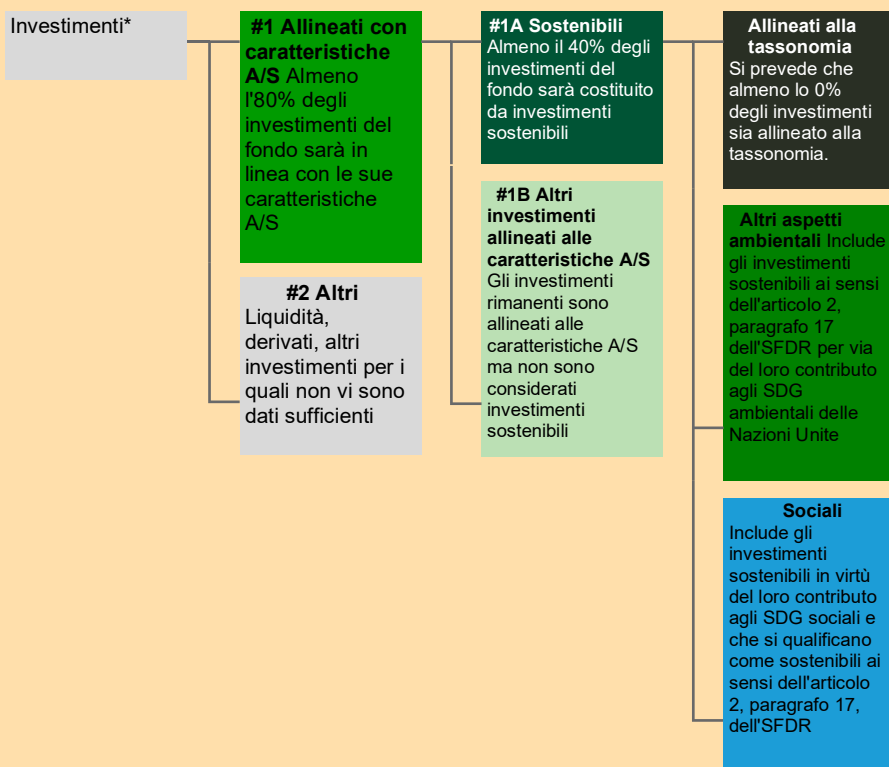 Investimenti*
#1 Allineati con
caratteristiche
A/S Almeno
l'80% degli
investimenti del
fondo sarà in
linea con le sue
caratteristiche
A/S
#2 Altri
Liquidità,
derivati, altri
investimenti per i
quali non vi sono
dati sufficienti
#1A Sostenibili
Almeno il 40% degli
investimenti del
fondo sarà costituito
da investimenti
sostenibili
#1B Altri
investimenti
allineati alle
caratteristiche A/S
Gli investimenti
rimanenti sono
allineati alle
caratteristiche A/S
ma non sono
considerati
investimenti
sostenibili
Allineati alla
tassonomia
Si prevede che
almeno lo 0%
degli investimenti
sia allineato alla
tassonomia.
Altri aspetti
ambientali Include
gli investimenti
sostenibili ai sensi
dell'articolo 2,
paragrafo 17
dell'SFDR per via
del loro contributo
agli SDG
ambientali delle
Nazioni Unite
Sociali
Include gli
investimenti
sostenibili in virtù
del loro contributo
agli SDG sociali e
che si qualificano
come sostenibili ai
sensi dell'articolo
2, paragrafo 17,
dell'SFDR